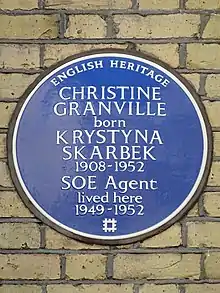 ENGLISH HERITAGE
CHRISTINE
GRANVILLE
born
KRYSTYNA
SKARBEK
1908-1952
SOE Agent
lived here
1949-1952